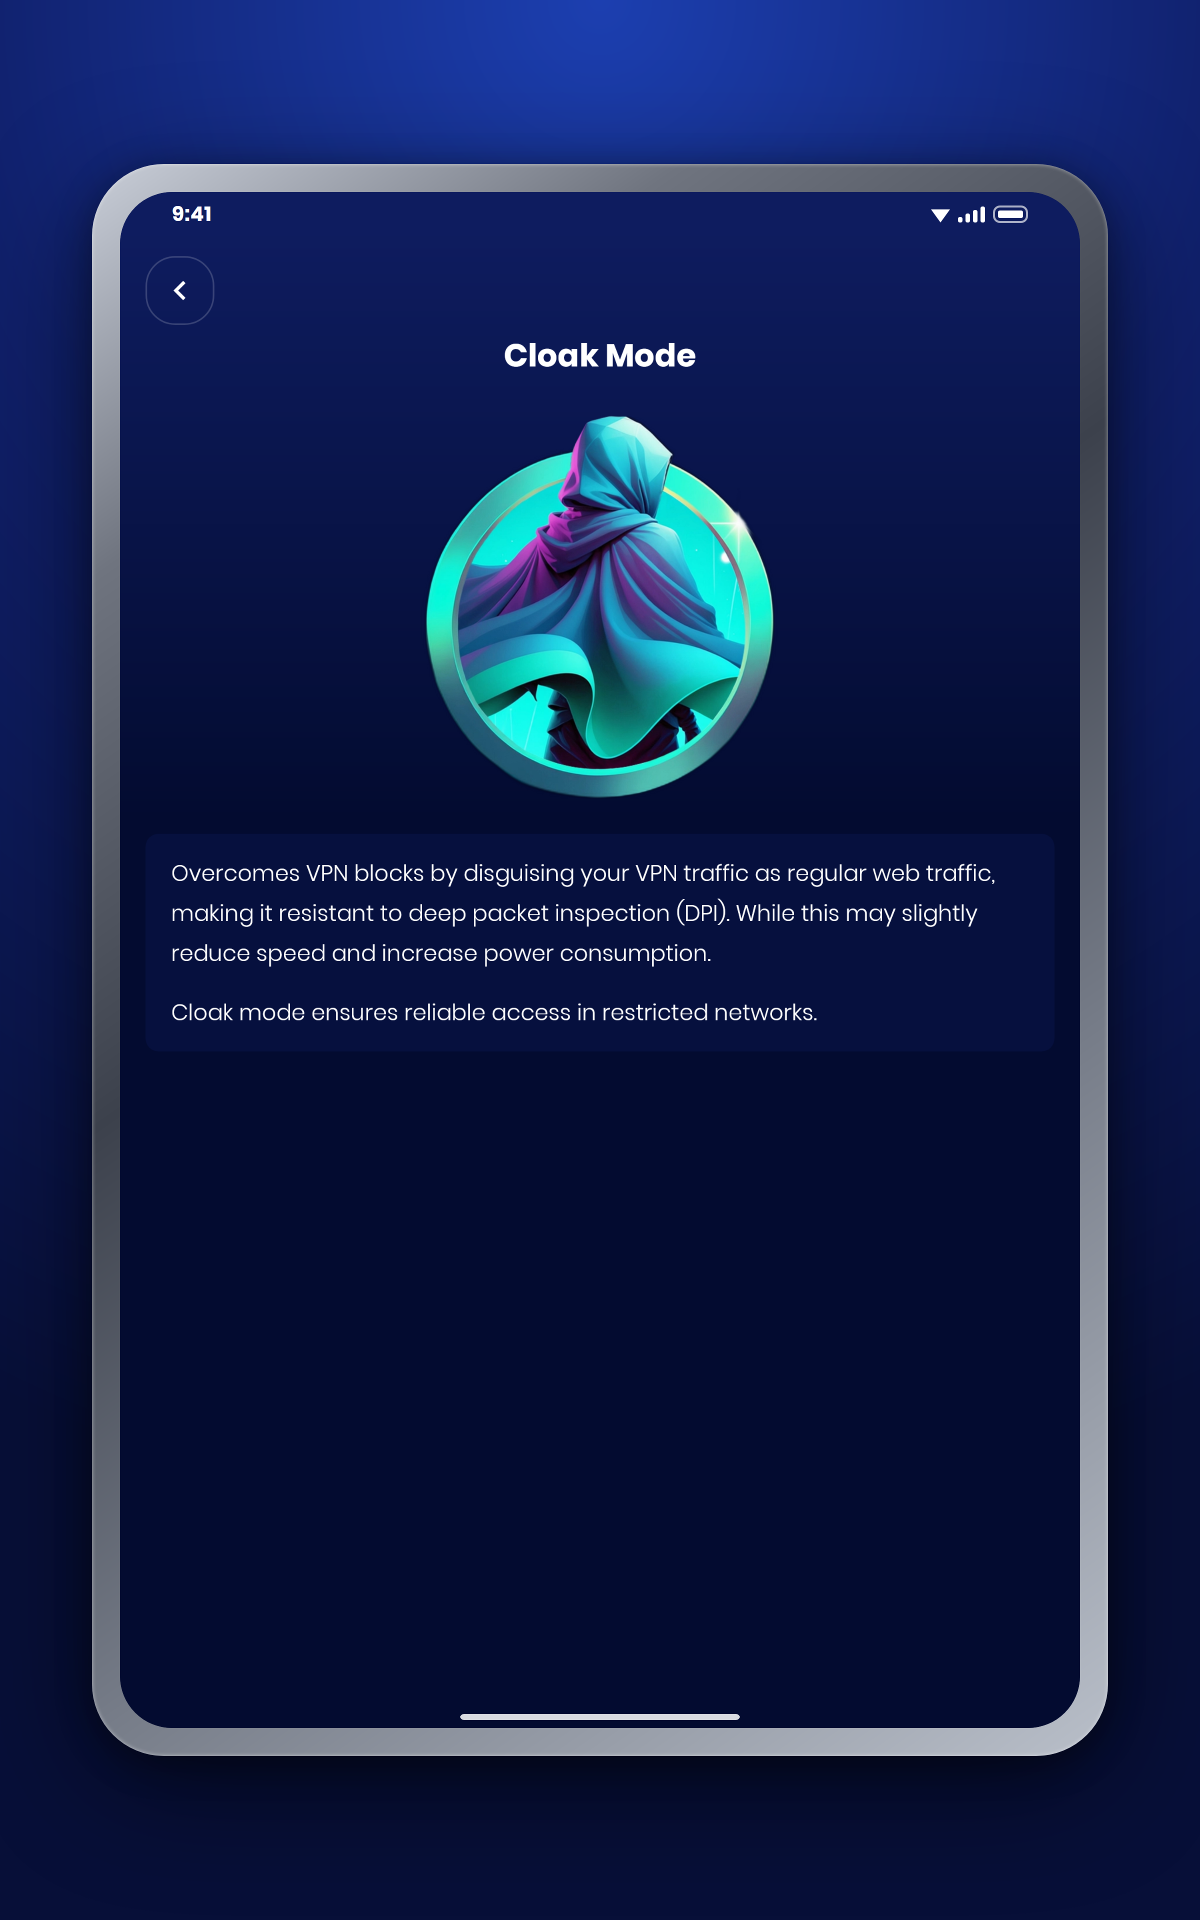 9:41
Cloak Mode
Overcomes VPN blocks by disguising your VPN traffic as regular web traffic,
making it resistant to deep packet inspection (DPI). While this may slightly
reduce speed and increase power consumption.
Cloak mode ensures reliable access in restricted networks.